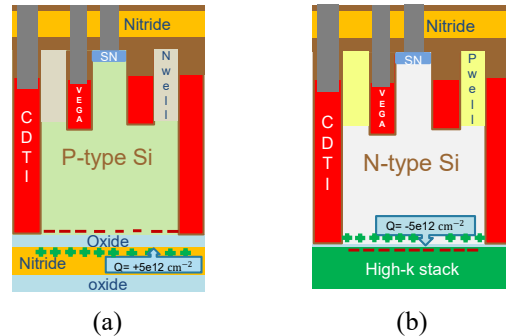 Nitride
SN
CDTI
VEGA
Nwell
P-type Si
Oxide
Nitride
Q= +5e12 cm⁻²
oxide
(a)
Nitride
SN
CDTI
VEGA
Pwell
N-type Si
Q= -5e12 cm⁻²
High-k stack
(b)